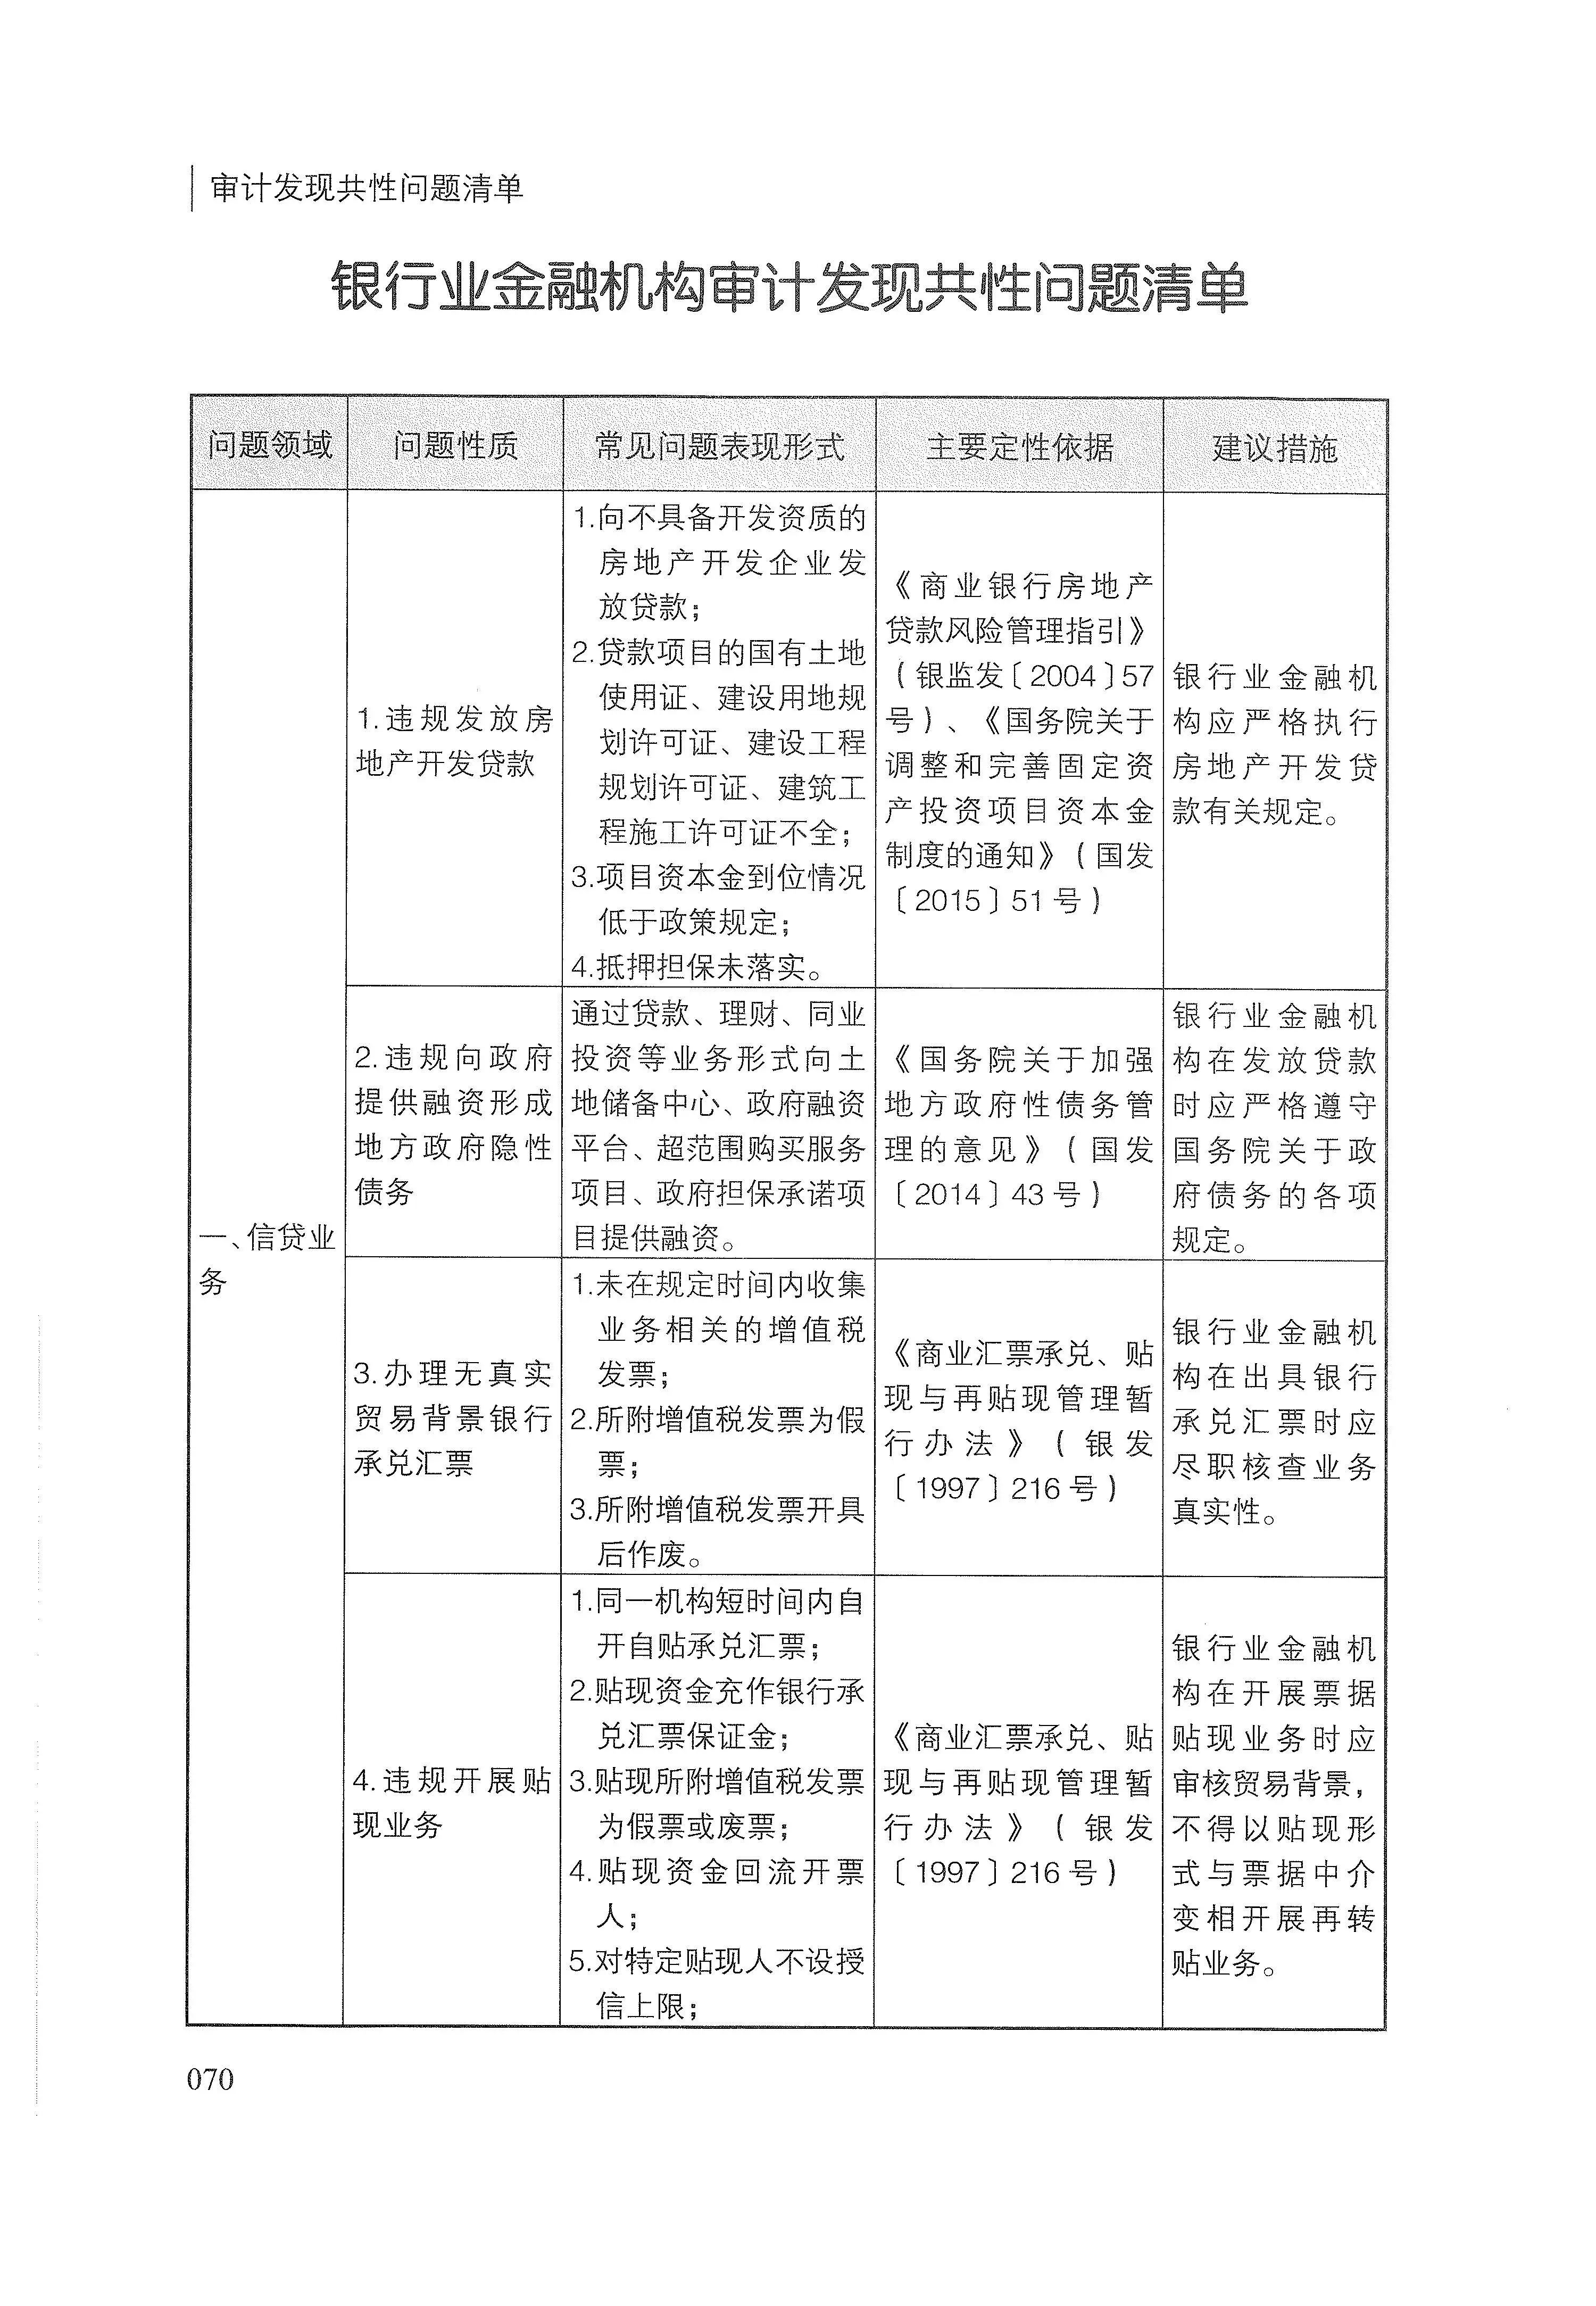 审计发现共性问题清单
银行业金融机构审计发现共性问题清单
问题领域
问题性质
常见问题表现形式
主要定性依据
建议措施
一、信贷业
务
1.违规发放房
地产开发贷款
1.向不具备开发资质的
房地产开发企业发
放贷款；
2.贷款项目的国有土地
使用证、建设用地规
划许可证、建设工程
规划许可证、建筑工
程施工许可证不全；
3.项目资本金到位情况
低于政策规定；
4.抵押担保未落实。
《商业银行房地产
贷款风险管理指引》
（银监发〔2004〕57
号）、《国务院关于
调整和完善固定资
产投资项目资本金
制度的通知》（国发
〔2015〕51号）
银行业金融机
构应严格执行
房地产开发贷
款有关规定。
2.违规向政府
提供融资形成
地方政府隐性
债务
通过贷款、理财、同业
投资等业务形式向土
地储备中心、政府融资
平台、超范围购买服务
项目、政府担保承诺项
目提供融资。
《国务院关于加强
地方政府性债务管
理的意见》（国发
〔2014〕43号）
银行业金融机
构在发放贷款
时应严格遵守
国务院关于政
府债务的各项
规定。
3.办理无真实
贸易背景银行
承兑汇票
1.未在规定时间内收集
业务相关的增值税
发票；
2.所附增值税发票为假
票；
3.所附增值税发票开具
后作废。
《商业汇票承兑、贴
现与再贴现管理暂
行办法》（银发
〔1997〕216号）
银行业金融机
构在出具银行
承兑汇票时应
尽职核查业务
真实性。
4.违规开展贴
现业务
1.同一机构短时间内自
开自贴承兑汇票；
2.贴现资金充作银行承
兑汇票保证金；
3.贴现所附增值税发票
为假票或废票；
4.贴现资金回流开票
人；
5.对特定贴现人不设授
信上限；
《商业汇票承兑、贴
现与再贴现管理暂
行办法》（银发
〔1997〕216号）
银行业金融机
构在开展票据
贴现业务时应
审核贸易背景，
不得以贴现形
式与票据中介
变相开展再转
贴业务。
070